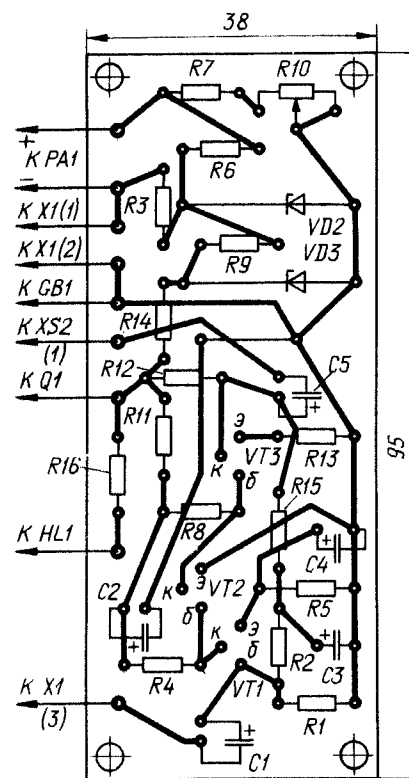 38
R7
R10
+
К РА1
−
R6
К X1(1)
R3
VD2
К X1(2)
R9
VD3
К GB1
R14
К XS2
(1)
R12
C5
+
К Q1
R11
э
VT3
R13
95
к
R16
б
R15
R8
К HL1
C4
+
э
VT2
к
R5
C2
+
б
э
к
R2
+
C3
R4
VT1
К X1
(3)
R1
+
C1